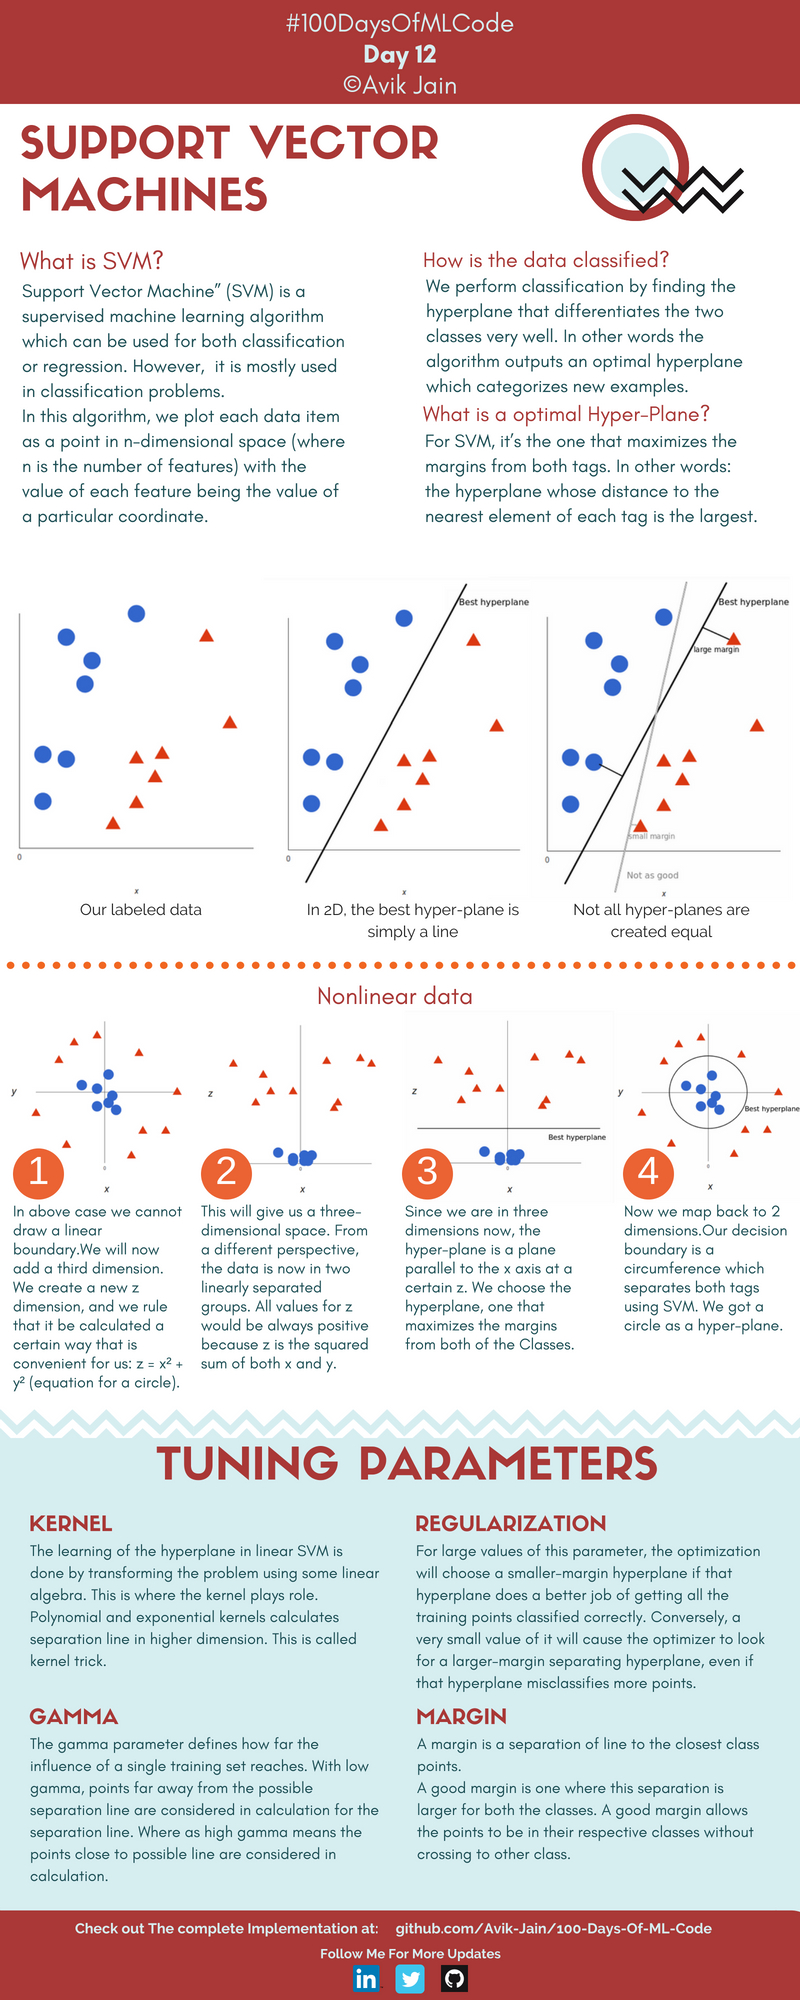 #100DaysOfMLCode
Day 12
©Avik Jain
SUPPORT VECTOR
MACHINES
What is SVM?
Support Vector Machine” (SVM) is a
supervised machine learning algorithm
which can be used for both classification
or regression. However, it is mostly used
in classification problems.
In this algorithm, we plot each data item
as a point in n-dimensional space (where
n is the number of features) with the
value of each feature being the value of
a particular coordinate.
How is the data classified?
We perform classification by finding the
hyperplane that differentiates the two
classes very well. In other words the
algorithm outputs an optimal hyperplane
which categorizes new examples.
What is a optimal Hyper-Plane?
For SVM, it’s the one that maximizes the
margins from both tags. In other words:
the hyperplane whose distance to the
nearest element of each tag is the largest.
0
x
Our labeled data
Best hyperplane
0
x
In 2D, the best hyper-plane is
simply a line
Best hyperplane
large margin
small margin
Not as good
0
x
Not all hyper-planes are
created equal
Nonlinear data
y
0
x
1
In above case we cannot
draw a linear
boundary.We will now
add a third dimension.
We create a new z
dimension, and we rule
that it be calculated a
certain way that is
convenient for us: z = x² +
y² (equation for a circle).
z
0
x
2
This will give us a three-
dimensional space. From
a different perspective,
the data is now in two
linearly separated
groups. All values for z
would be always positive
because z is the squared
sum of both x and y.
z
Best hyperplane
0
x
3
Since we are in three
dimensions now, the
hyper-plane is a plane
parallel to the x axis at a
certain z. We choose the
hyperplane, one that
maximizes the margins
from both of the Classes.
y
Best hyperplane
0
x
4
Now we map back to 2
dimensions.Our decision
boundary is a
circumference which
separates both tags
using SVM. We got a
circle as a hyper-plane.
TUNING PARAMETERS
KERNEL
The learning of the hyperplane in linear SVM is
done by transforming the problem using some linear
algebra. This is where the kernel plays role.
Polynomial and exponential kernels calculates
separation line in higher dimension. This is called
kernel trick.
REGULARIZATION
For large values of this parameter, the optimization
will choose a smaller-margin hyperplane if that
hyperplane does a better job of getting all the
training points classified correctly. Conversely, a
very small value of it will cause the optimizer to look
for a larger-margin separating hyperplane, even if
that hyperplane misclassifies more points.
GAMMA
The gamma parameter defines how far the
influence of a single training set reaches. With low
gamma, points far away from the possible
separation line are considered in calculation for the
separation line. Where as high gamma means the
points close to possible line are considered in
calculation.
MARGIN
A margin is a separation of line to the closest class
points.
A good margin is one where this separation is
larger for both the classes. A good margin allows
the points to be in their respective classes without
crossing to other class.
Check out The complete Implementation at: github.com/Avik-Jain/100-Days-Of-ML-Code
Follow Me For More Updates
in